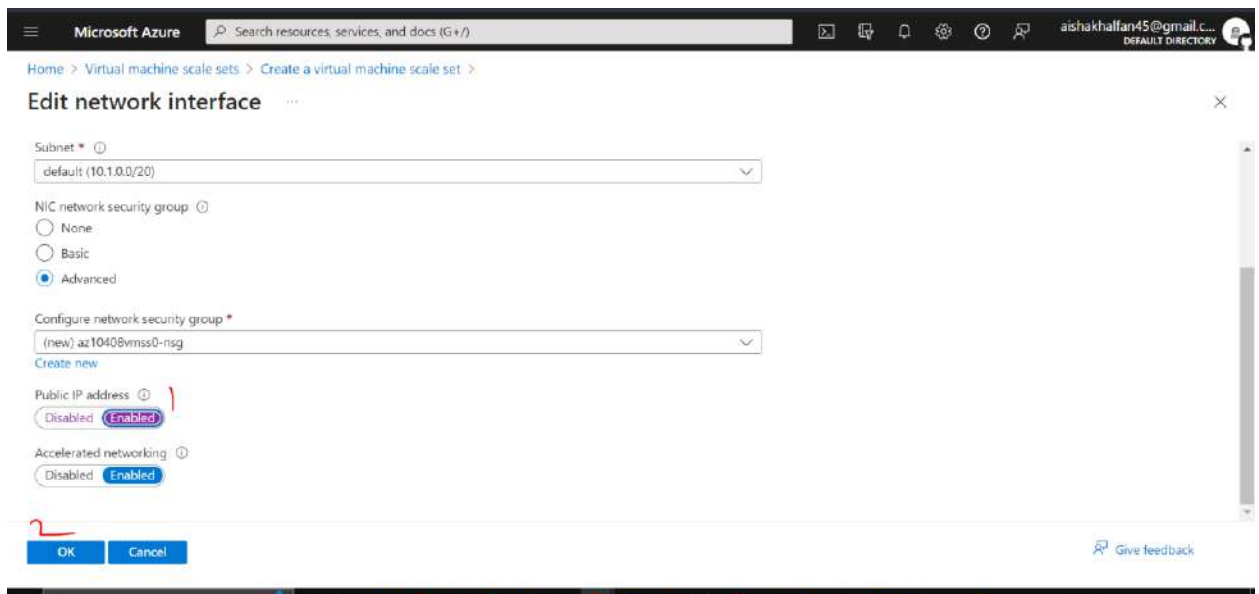 Microsoft Azure
Search resources, services, and docs (G+/)
aishakhalfan45@gmail.c...
DEFAULT DIRECTORY
Home > Virtual machine scale sets > Create a virtual machine scale set >
Edit network interface ...
Subnet *
default (10.1.0.0/20)
NIC network security group
None
Basic
Advanced
Configure network security group *
(new) az10408vmss0-nsg
Create new
Public IP address 1
Disabled Enabled
Accelerated networking
Disabled Enabled
2
OK Cancel Give feedback